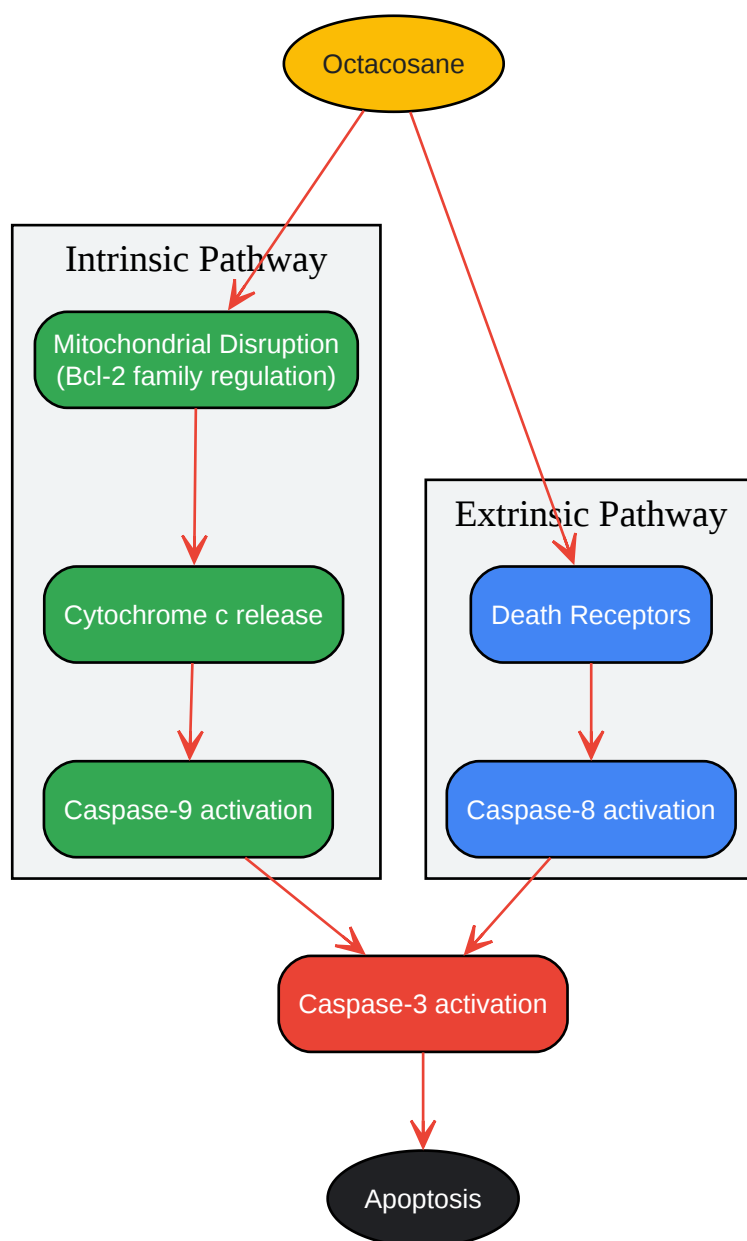 Octacosane
Intrinsic Pathway
Mitochondrial Disruption
(Bcl-2 family regulation)
Cytochrome c release
Caspase-9 activation
Extrinsic Pathway
Death Receptors
Caspase-8 activation
Caspase-3 activation
Apoptosis